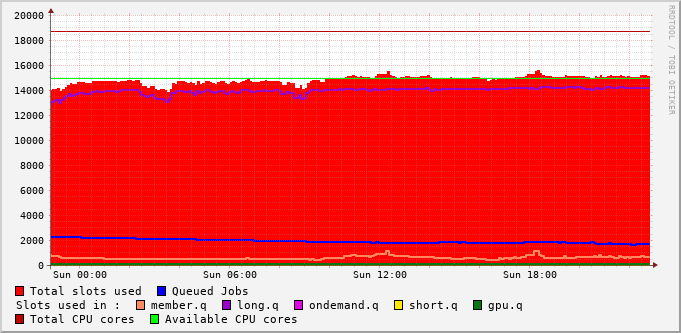 20000
18000
16000
14000
12000
10000
8000
6000
4000
2000
0
Sun 00:00 Sun 06:00 Sun 12:00 Sun 18:00
Total slots used Queued Jobs
Slots used in : member.q long.q ondemand.q short.q gpu.q
Total CPU cores Available CPU cores
RRDTOOL / TOBI OETIKER